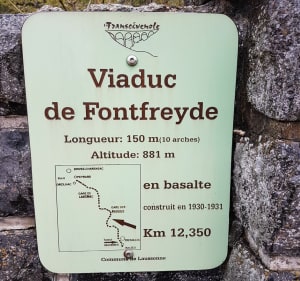 Transcévenole
Viaduc
de Fontfreyde
Longueur: 150 m(10 arches)
Altitude: 881 m
en basalte
construit en 1930-1931
Km 12,350
Commune de Laussonne